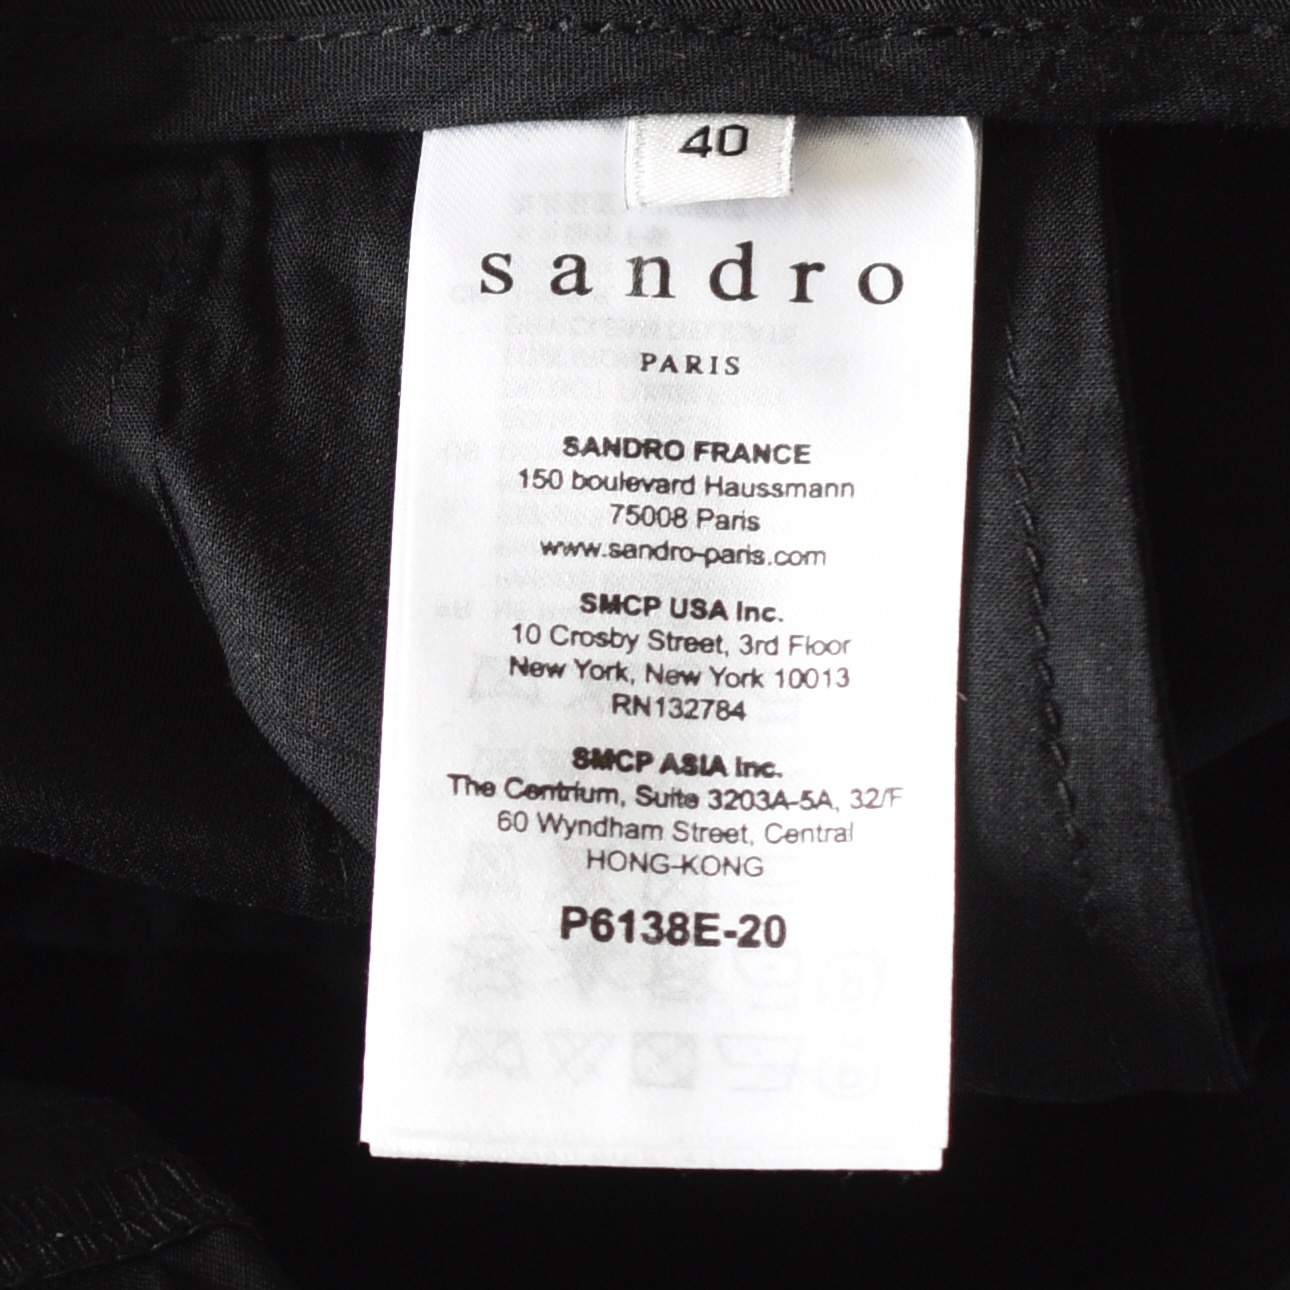 40
sandro
PARIS
SANDRO FRANCE
150 boulevard Haussmann
75008 Paris
www.sandro-paris.com
SMCP USA Inc.
10 Crosby Street, 3rd Floor
New York, New York 10013
RN132784
SMCP ASIA Inc.
The Centrium, Suite 3203A-5A, 32/F
60 Wyndham Street, Central
HONG-KONG
P6138E-20